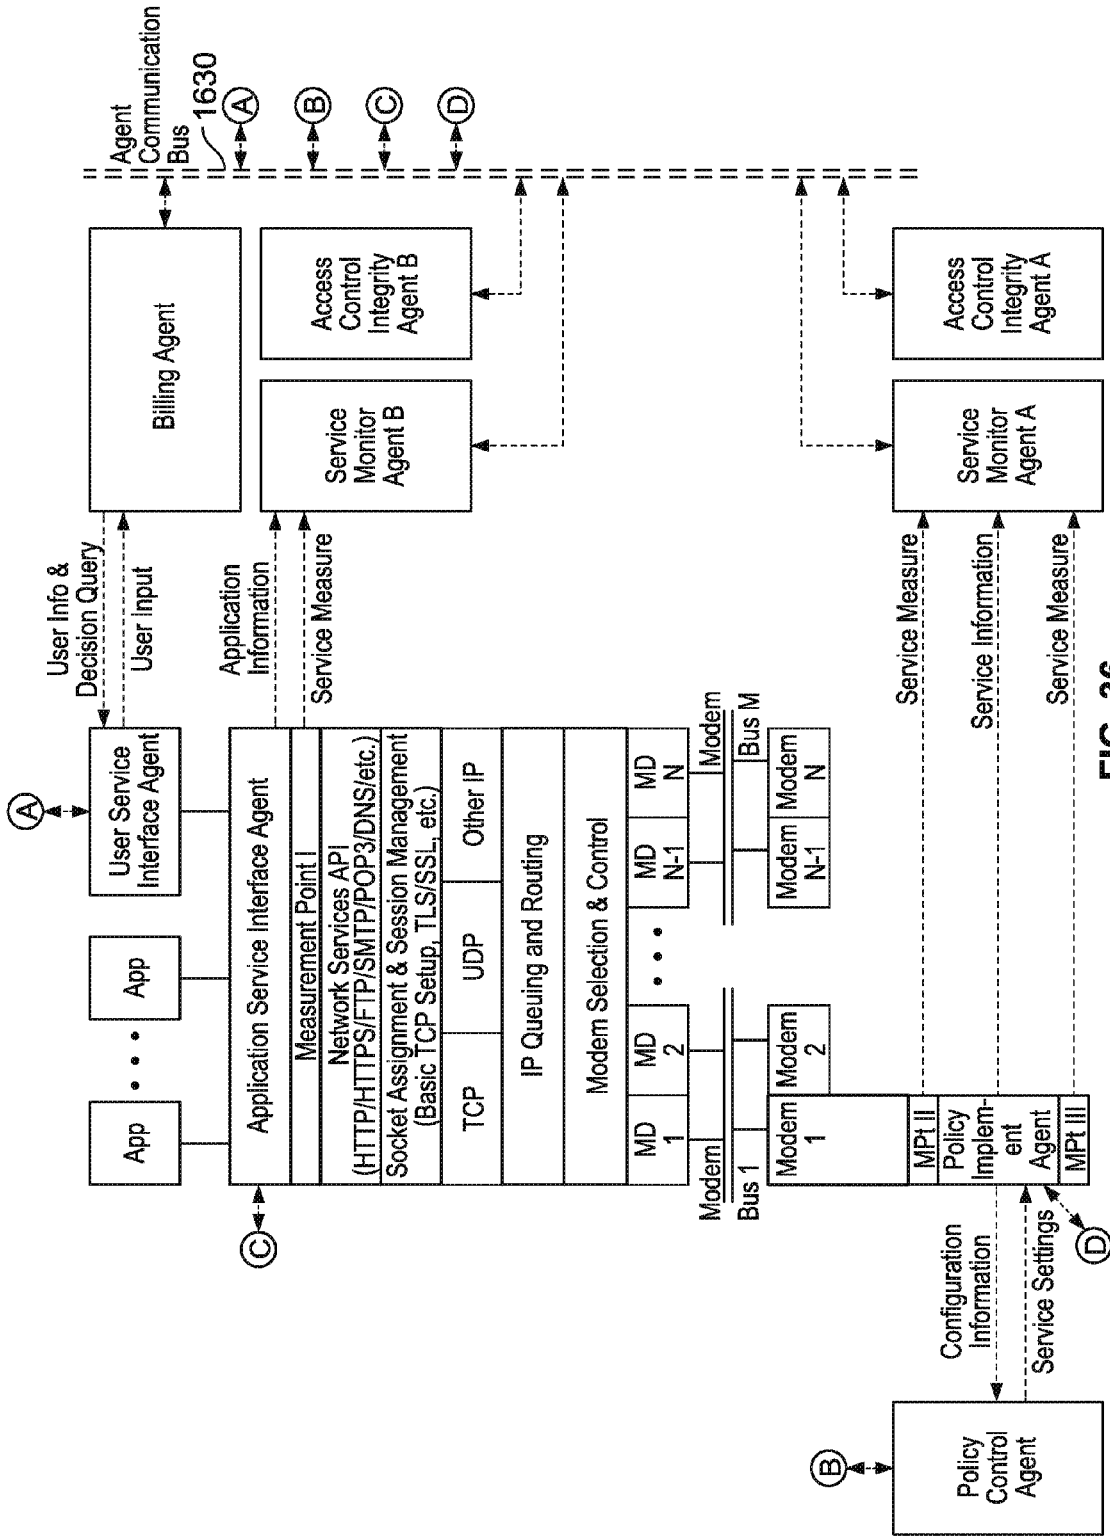 Agent
Communication
Bus
1630
A
B
C
D
Billing Agent
Access
Control
Integrity
Agent B
Service
Monitor
Agent B
Access
Control
Integrity
Agent A
Service
Monitor
Agent A
User Info &
Decision Query
User Input
Application
Information
Service Measure
Service Measure
Service Information
Service Measure
A
User Service
Interface Agent
App
• • •
App
Application Service Interface Agent
Measurement Point I
Network Services API
(HTTP/HTTPS/FTP/SMTP/POP3/DNS/etc.)
Socket Assignment & Session Management
(Basic TCP Setup, TLS/SSL, etc.)
TCP
UDP
Other IP
IP Queuing and Routing
Modem Selection & Control
MD
1
MD
2
• • • •
MD
N-1
MD
N
Modem
Bus 1
Modem
Bus M
Modem
1
Modem
2
Modem
N-1
Modem
N
MPt II
Policy
Implem-
ent
Agent
MPt III
C
D
Configuration
Information
Service Settings
B
Policy
Control
Agent